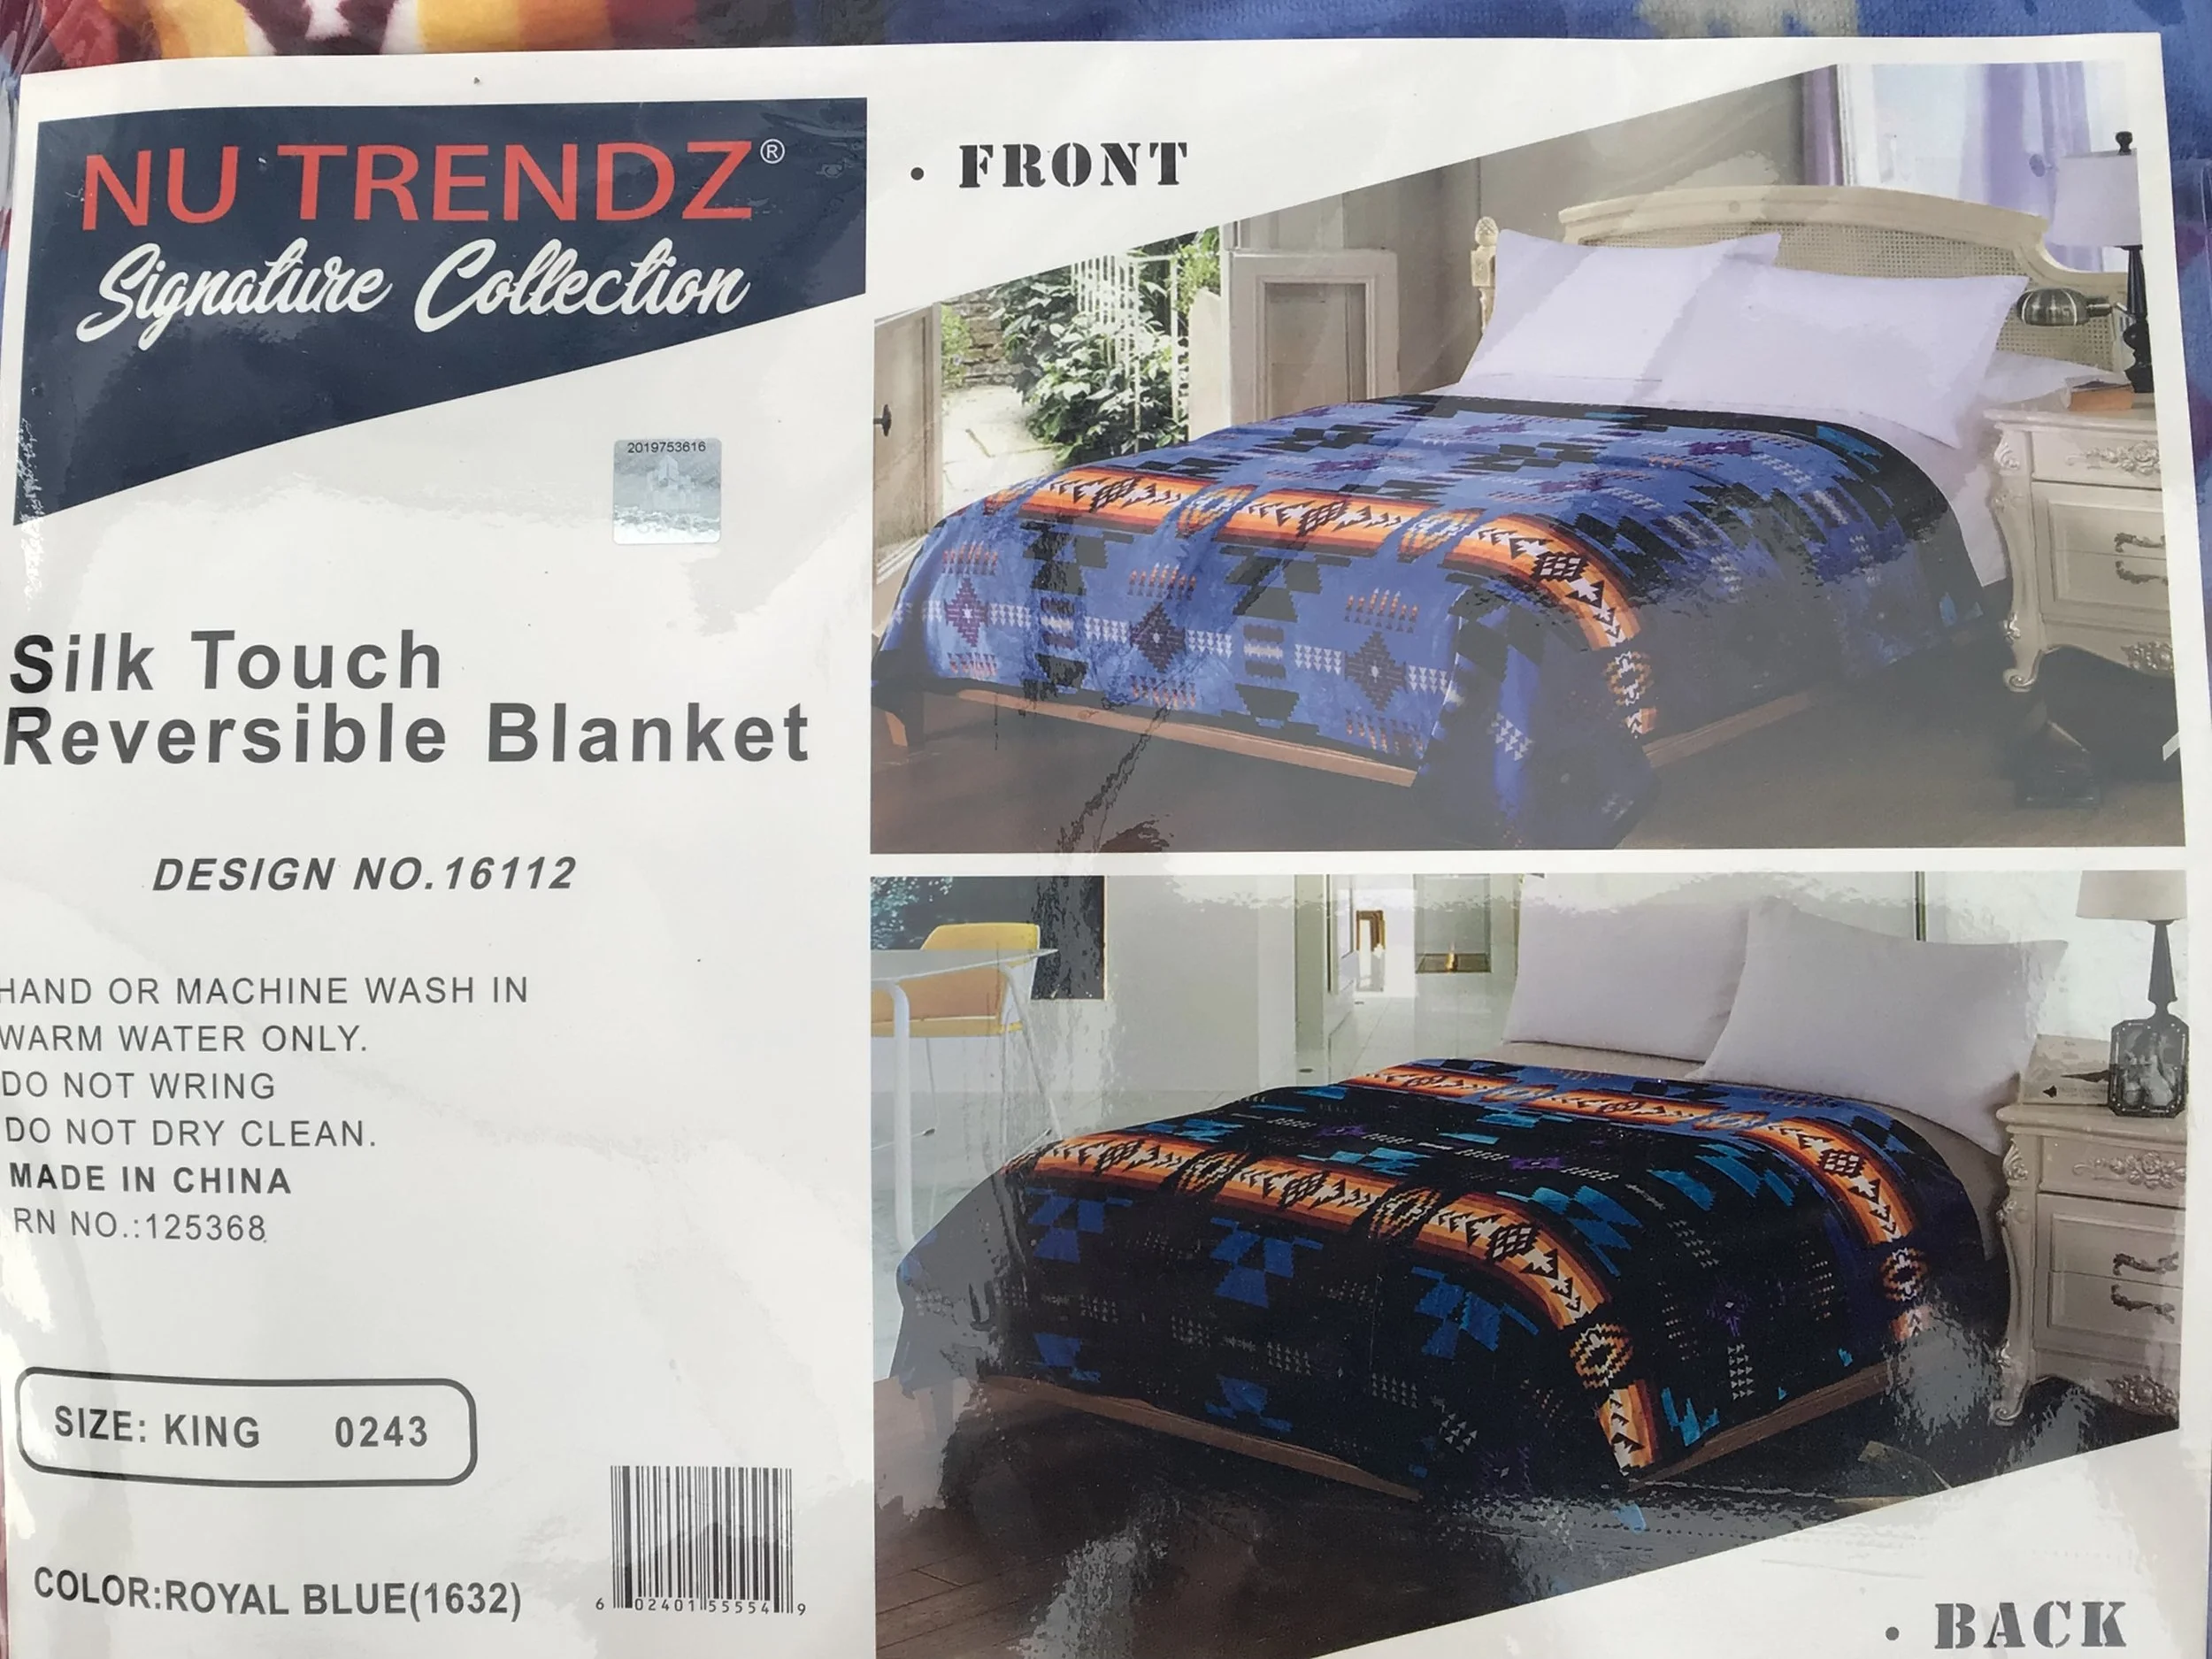 NU TRENDZ®
Signature Collection
2019753616
Silk Touch
Reversible Blanket
DESIGN NO.16112
HAND OR MACHINE WASH IN
WARM WATER ONLY.
DO NOT WRING
DO NOT DRY CLEAN.
MADE IN CHINA
RN NO.:125368
SIZE: KING 0243
COLOR:ROYAL BLUE(1632)
6 02401 55554 9
• FRONT
• BACK